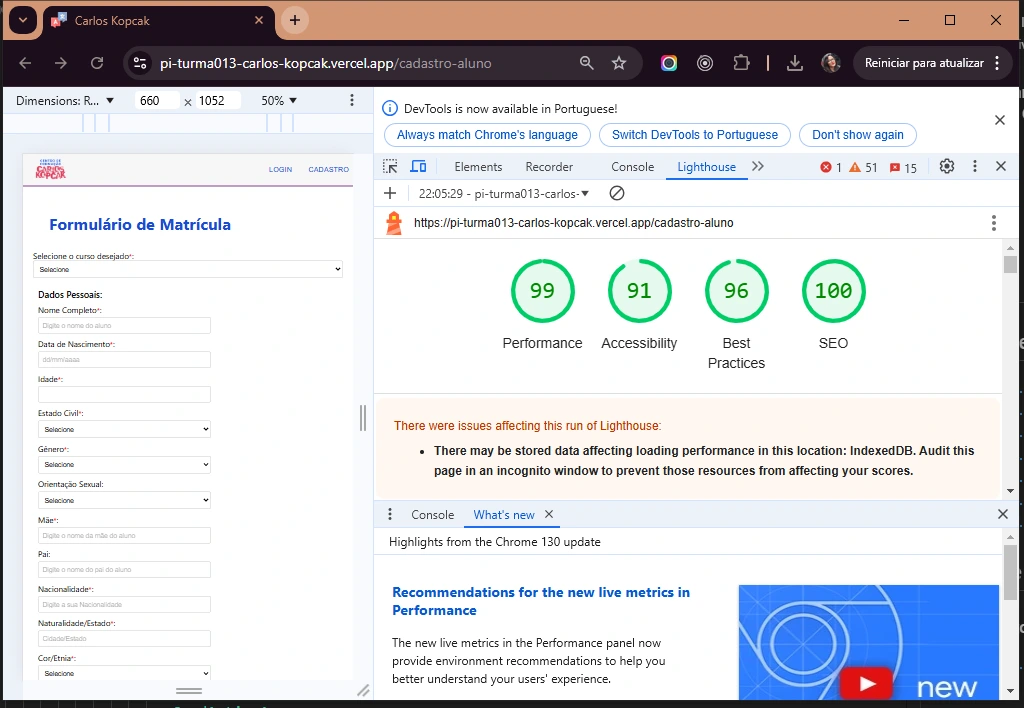 Carlos Kopcak
pi-turma013-carlos-kopcak.vercel.app/cadastro-aluno
Reiniciar para atualizar
Dimensions: R... 660 × 1052 50%
DevTools is now available in Portuguese!
Always match Chrome's language
Switch DevTools to Portuguese
Don't show again
Elements Recorder Console Lighthouse 1 51 15
22:05:29 - pi-turma013-carlos-
https://pi-turma013-carlos-kopcak.vercel.app/cadastro-aluno
CARLOS
KOPCAK
LOGIN CADASTRO
Formulário de Matrícula
Selecione o curso desejado*:
Selecione
Dados Pessoais:
Nome Completo*:
Digite o nome do aluno
Data de Nascimento*:
dd/mm/aaaa
Idade*:
Estado Civil*:
Selecione
Gênero*:
Selecione
Orientação Sexual:
Selecione
Mãe*:
Digite o nome da mãe do aluno
Pai:
Digite o nome do pai do aluno
Nacionalidade*:
Digite a sua Nacionalidade
Naturalidade/Estado*:
Cidade/Estado
Cor/Etnia*:
Selecione
99 91 96 100
Performance Accessibility Best Practices SEO
There were issues affecting this run of Lighthouse:
• There may be stored data affecting loading performance in this location: IndexedDB. Audit this
page in an incognito window to prevent those resources from affecting your scores.
Console What's new
Highlights from the Chrome 130 update
Recommendations for the new live metrics in
Performance
The new live metrics in the Performance panel now
provide environment recommendations to help you
better understand your users' experience.
new